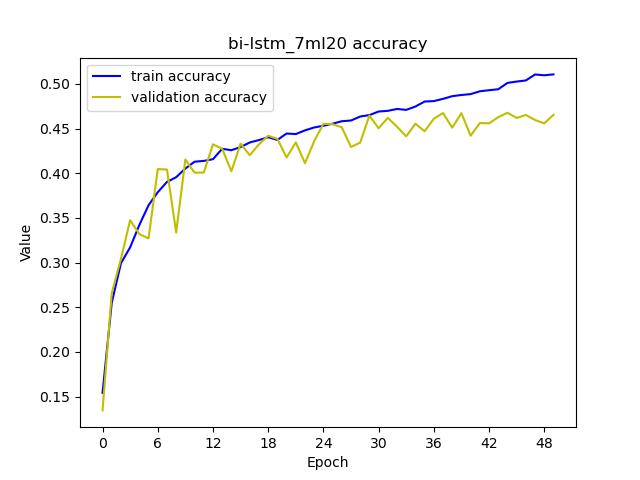 bi-lstm_7ml20 accuracy
train accuracy
validation accuracy
0.50
0.45
0.40
0.35
0.30
0.25
0.20
0.15
Value
0 6 12 18 24 30 36 42 48
Epoch